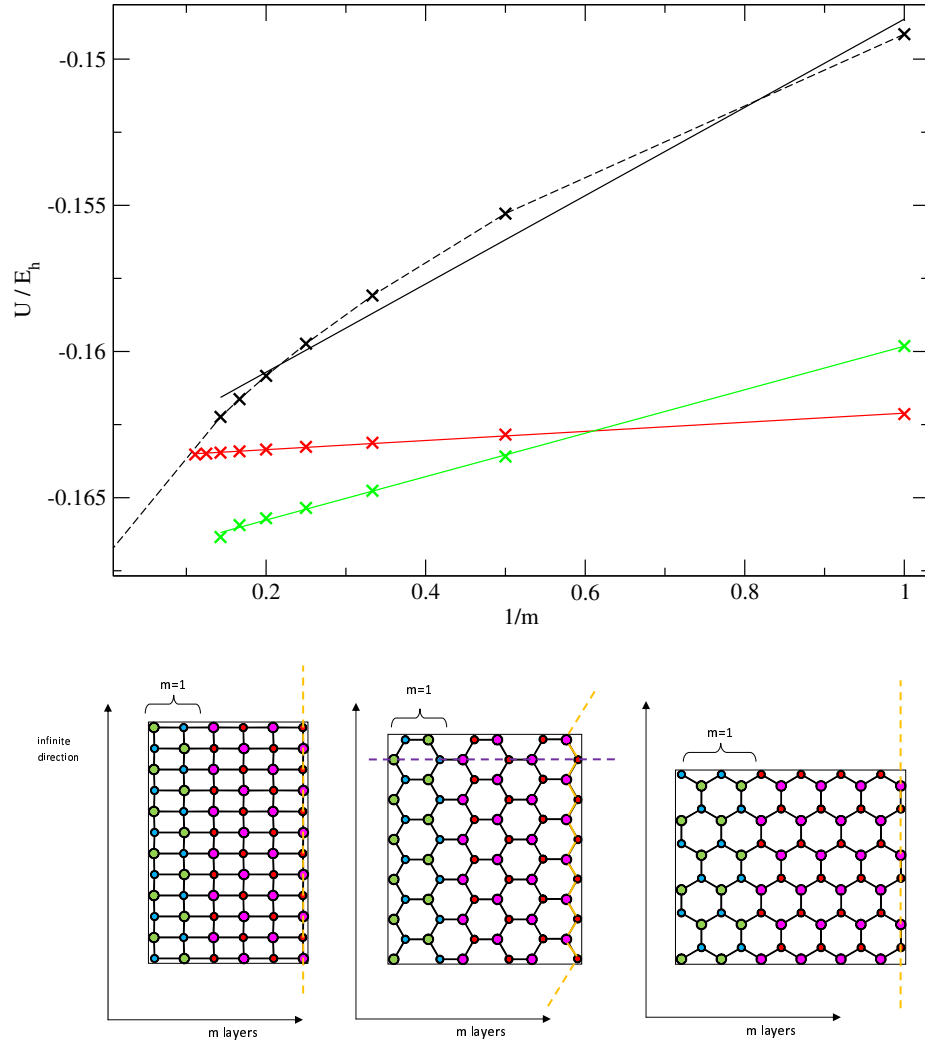 -0.15
-0.155
-0.16
-0.165
U / E_h
0.2
0.4
0.6
0.8
1
1/m
m=1
m=1
m=1
infinite
direction
m layers
m layers
m layers